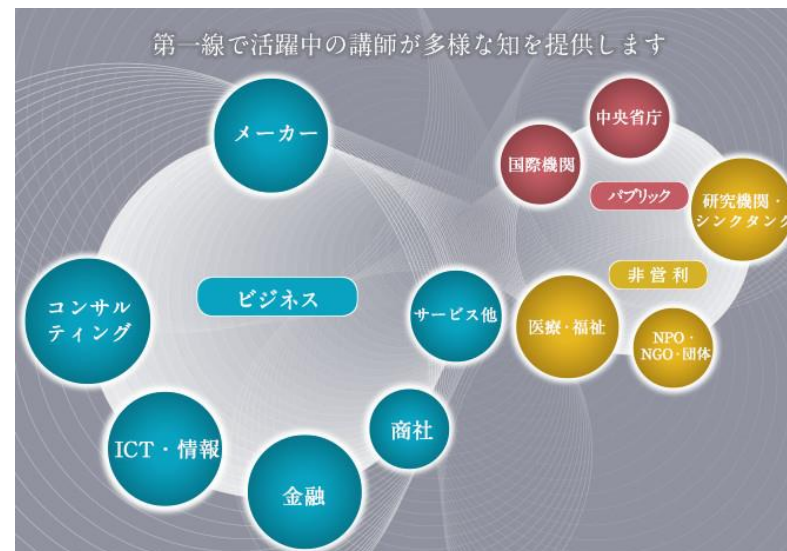 第一線で活躍中の講師が多様な知を提供します
メーカー
ビジネス
コンサル
ティング
ICT・情報
金融
商社
サービス他
中央省庁
国際機関
パブリック
研究機関・
シンクタンク
非営利
医療・福祉
NPO・
NGO・団体